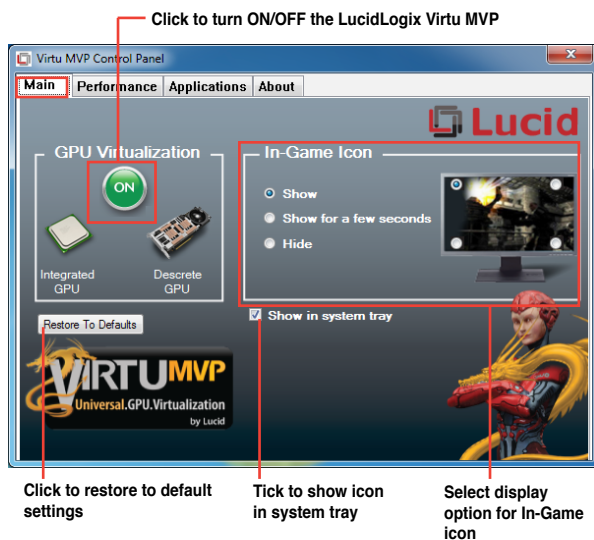 Click to turn ON/OFF the LucidLogix Virtu MVP
Virtu MVP Control Panel
Main Performance Applications About
Lucid
GPU Virtualization
ON
Integrated
GPU
Descrete
GPU
In-Game Icon
Show
Show for a few seconds
Hide
Restore To Defaults
Show in system tray
VIRTU MVP
Universal.GPU.Virtualization
by Lucid
Click to restore to default
settings
Tick to show icon
in system tray
Select display
option for In-Game
icon